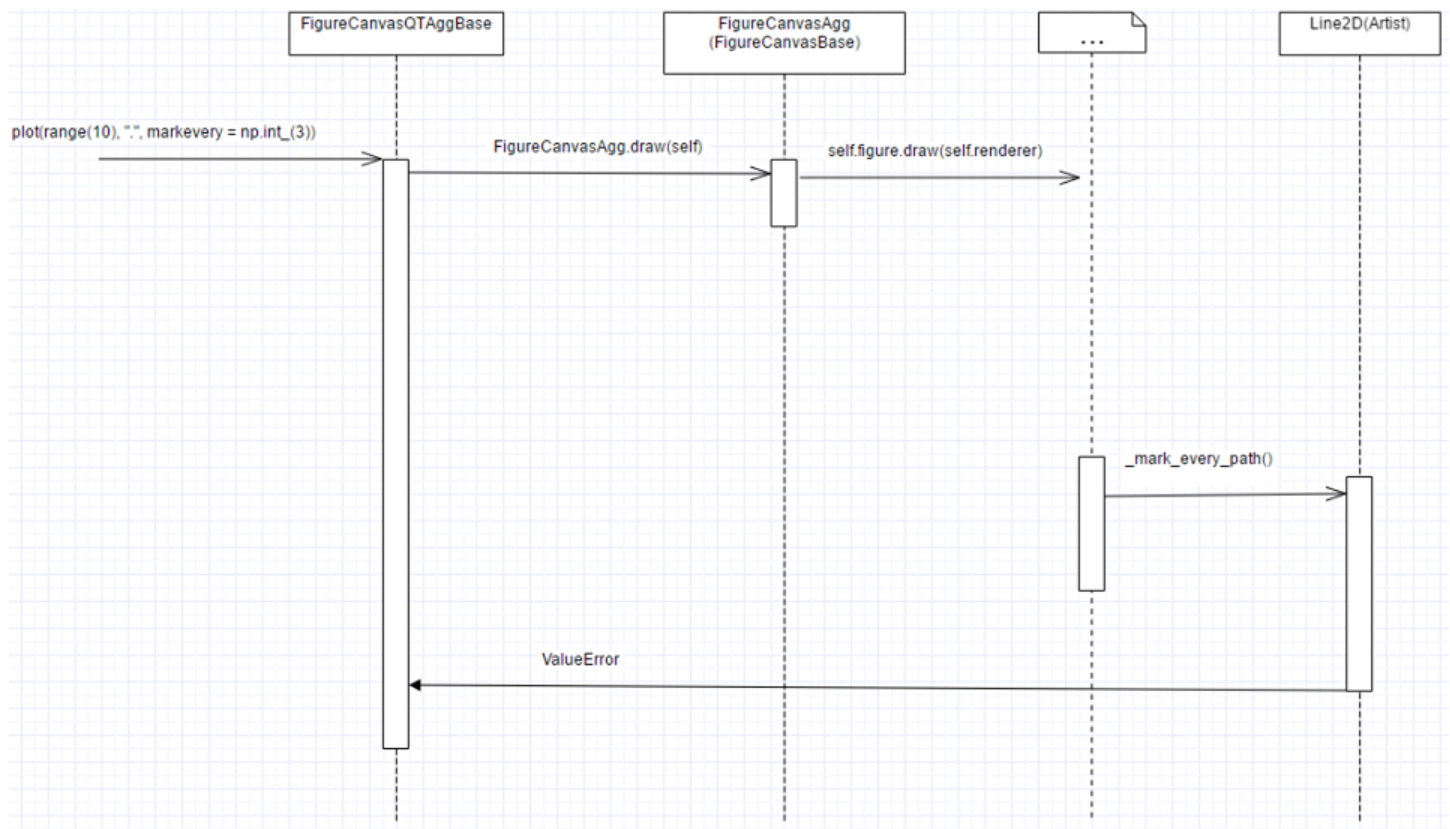 FigureCanvasQTAggBase
FigureCanvasAgg
(FigureCanvasBase)
...
Line2D(Artist)
plot(range(10), ".", markevery = np.int_(3))
FigureCanvasAgg.draw(self)
self.figure.draw(self.renderer)
_mark_every_path()
ValueError